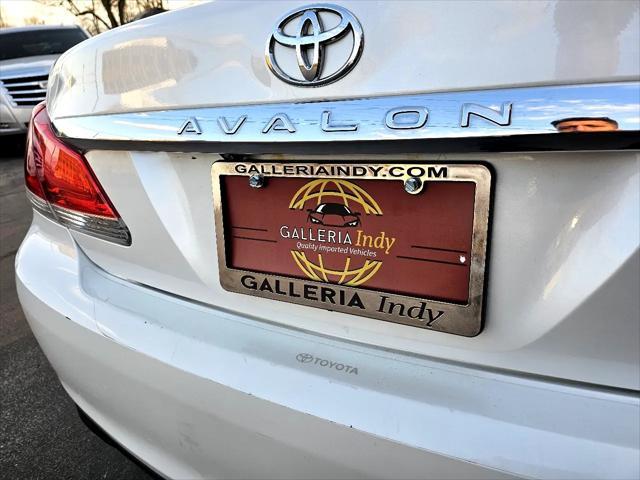 AVALON
GALLERIAINDY.COM
GALLERIA Indy
Quality Imported Vehicles
GALLERIA Indy
TOYOTA